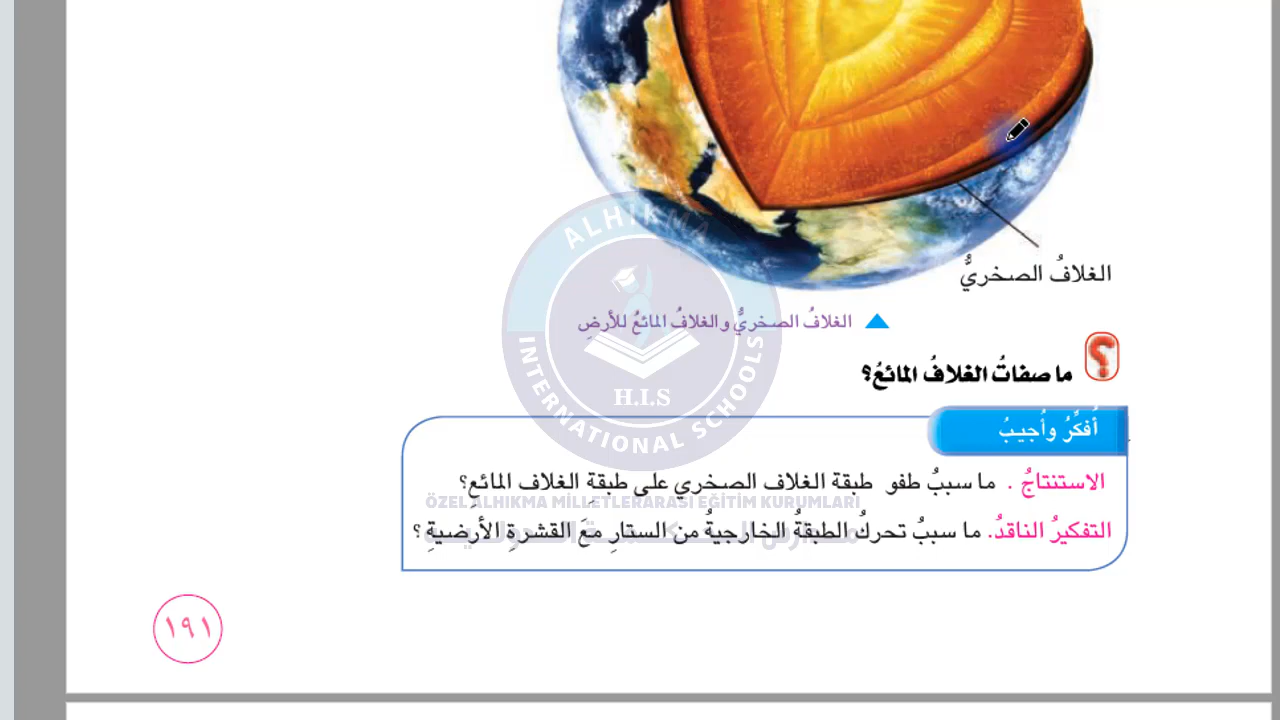 الغلافُ الصخريُّ
الغلافُ الصخريُّ والغلافُ المائعُ للأرضِ
؟
ما صفاتُ الغلافُ المائعُ؟
أُفكِّرُ وأُجيبُ
الاستنتاجُ . ما سببُ طفو طبقة الغلاف الصخري على طبقةِ الغلاف المائعِ؟
التفكيرُ الناقدُ. ما سببُ تحركُ الطبقةُ الخارجيةُ من الستارِ معَ القشرةِ الأرضيةِ؟
١٩١
ALHIKMA
INTERNATIONAL SCHOOLS
H.I.S
ÖZEL ALHIKMA MİLLETLERARASI EĞİTİM KURUMLARI